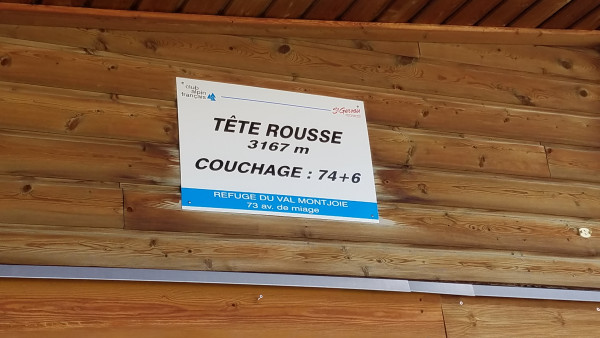 club
alpin
français
St Gervais
TÊTE ROUSSE
3167 m
COUCHAGE : 74+6
REFUGE DU VAL MONTJOIE
73 av. de miage